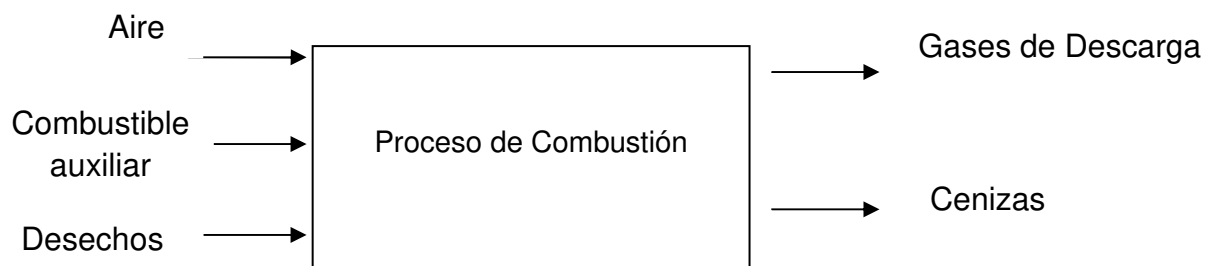 Aire
Gases de Descarga
Combustible
auxiliar
Proceso de Combustión
Desechos
Cenizas